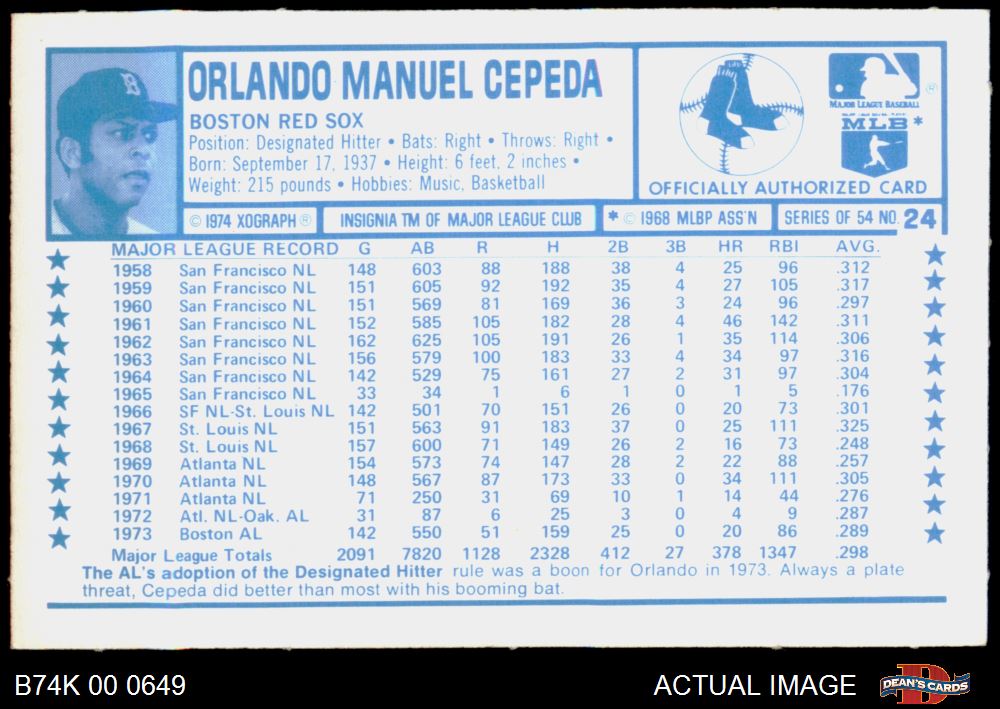 ORLANDO MANUEL CEPEDA
BOSTON RED SOX
Position: Designated Hitter • Bats: Right • Throws: Right •
Born: September 17, 1937 • Height: 6 feet, 2 inches •
Weight: 215 pounds • Hobbies: Music, Basketball
B
MAJOR LEAGUE BASEBALL
®
MLB*
OFFICIALLY AUTHORIZED CARD
© 1974 XOGRAPH ® INSIGNIA TM OF MAJOR LEAGUE CLUB * © 1968 MLBP ASS'N SERIES OF 54 NO. 24
MAJOR LEAGUE RECORD G AB R H 2B 3B HR RBI AVG.
1958 San Francisco NL 148 603 88 188 38 4 25 96 .312
1959 San Francisco NL 151 605 92 192 35 4 27 105 .317
1960 San Francisco NL 151 569 81 169 36 3 24 96 .297
1961 San Francisco NL 152 585 105 182 28 4 46 142 .311
1962 San Francisco NL 162 625 105 191 26 1 35 114 .306
1963 San Francisco NL 156 579 100 183 33 4 34 97 .316
1964 San Francisco NL 142 529 75 161 27 2 31 97 .304
1965 San Francisco NL 33 34 1 6 1 0 1 5 .176
1966 SF NL-St. Louis NL 142 501 70 151 26 0 20 73 .301
1967 St. Louis NL 151 563 91 183 37 0 25 111 .325
1968 St. Louis NL 157 600 71 149 26 2 16 73 .248
1969 Atlanta NL 154 573 74 147 28 2 22 88 .257
1970 Atlanta NL 148 567 87 173 33 0 34 111 .305
1971 Atlanta NL 71 250 31 69 10 1 14 44 .276
1972 Atl. NL-Oak. AL 31 87 6 25 3 0 4 9 .287
1973 Boston AL 142 550 51 159 25 0 20 86 .289
Major League Totals 2091 7820 1128 2328 412 27 378 1347 .298
The AL's adoption of the Designated Hitter rule was a boon for Orlando in 1973. Always a plate
threat, Cepeda did better than most with his booming bat.
B74K 00 0649
ACTUAL IMAGE
D
DEAN'S CARDS